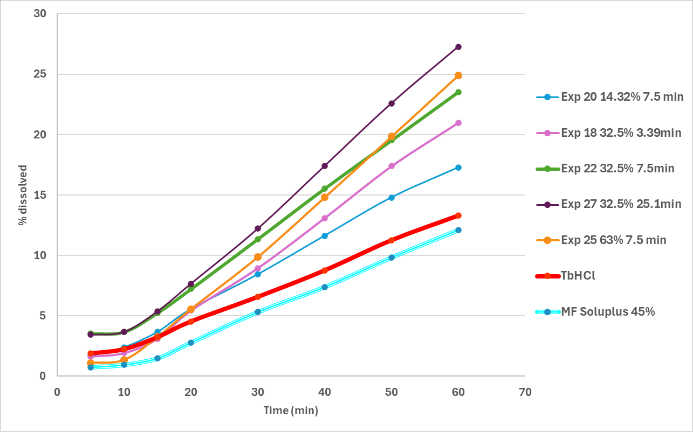 30
25
20
15
10
5
0
% dissolved
0 10 20 30 40 50 60 70
Time (min)
Exp 20 14.32% 7.5 min
Exp 18 32.5% 3.39min
Exp 22 32.5% 7.5min
Exp 27 32.5% 25.1min
Exp 25 63% 7.5 min
TbHCl
MF Soluplus 45%